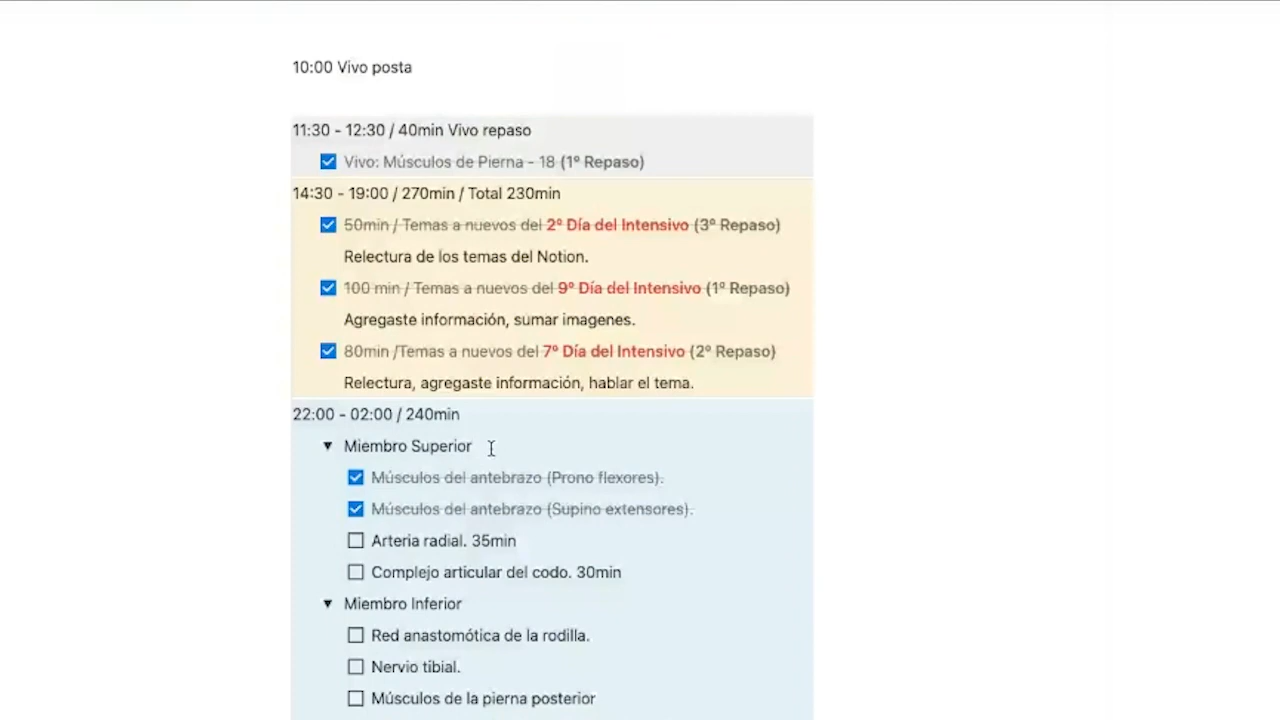 10:00 Vivo posta
11:30 - 12:30 / 40min Vivo repaso
Vivo: Músculos de Pierna - 18 (1º Repaso)
14:30 - 19:00 / 270min / Total 230min
50min / Temas a nuevos del 2º Día del Intensivo (3º Repaso)
Relectura de los temas del Notion.
100 min / Temas a nuevos del 9º Día del Intensivo (1º Repaso)
Agregaste información, sumar imagenes.
80min /Temas a nuevos del 7º Día del Intensivo (2º Repaso)
Relectura, agregaste información, hablar el tema.
22:00 - 02:00 / 240min
Miembro Superior
Músculos del antebrazo (Prono flexores).
Músculos del antebrazo (Supino extensores).
Arteria radial. 35min
Complejo articular del codo. 30min
Miembro Inferior
Red anastomótica de la rodilla.
Nervio tibial.
Músculos de la pierna posterior